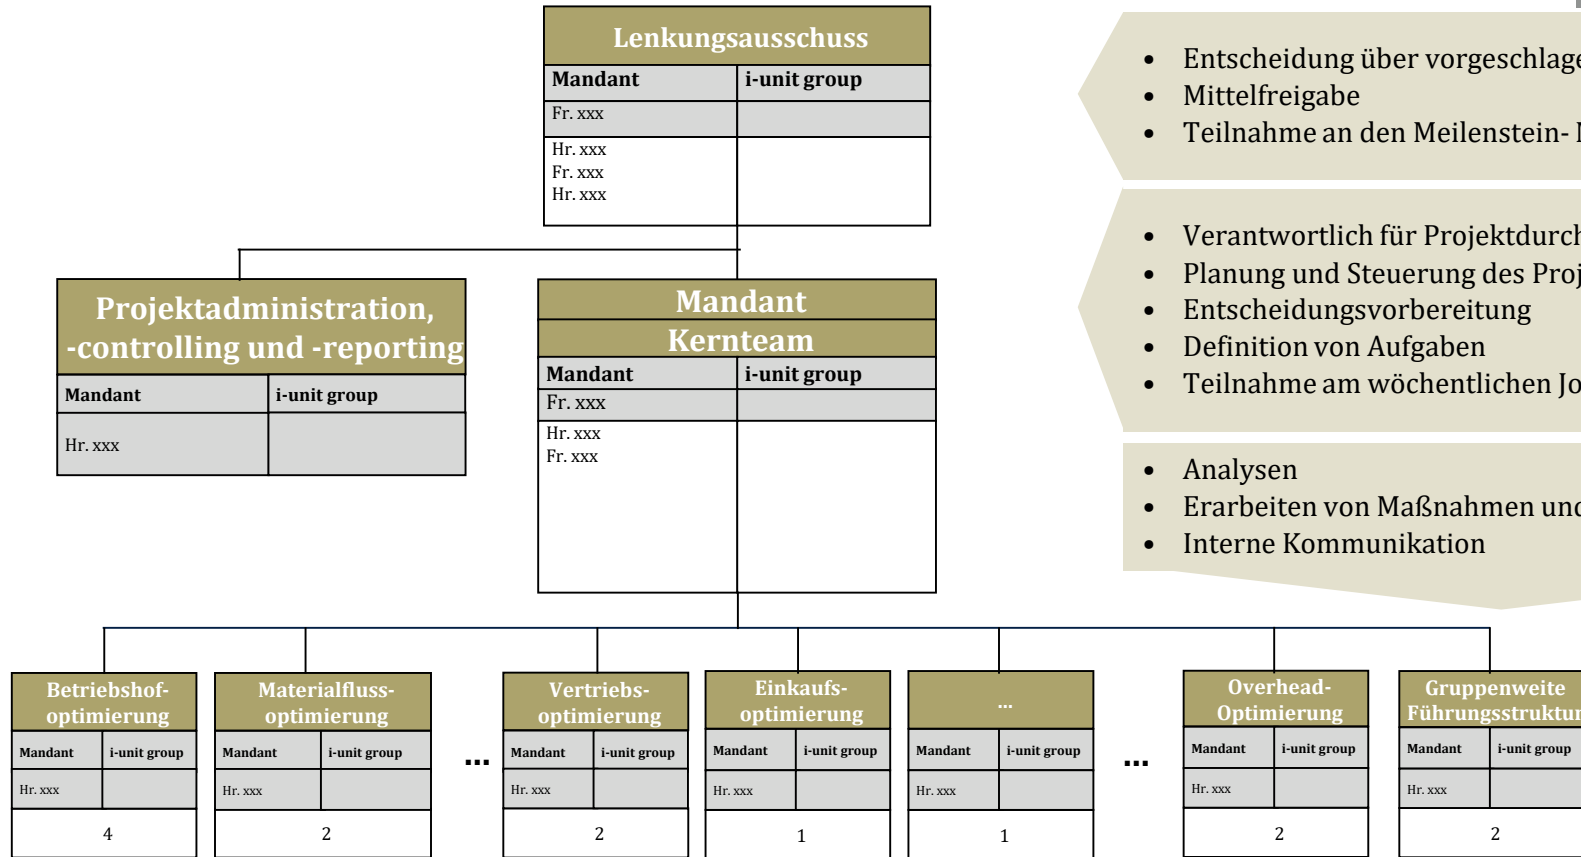 Lenkungsausschuss
Mandant i-unit group
Fr. xxx
Hr. xxx
Fr. xxx
Hr. xxx
• Entscheidung über
• Mittelfreigabe
• Teilnahme an den Meilenstein-
Projektadministration,
-controlling und -reporting
Mandant i-unit group
Hr. xxx
Mandant
Kernteam
Mandant i-unit group
Fr. xxx
Hr. xxx
Fr. xxx
• Verantwortlich für
• Planung und Steuerung des
• Entscheidungsvorbereitung
• Definition von Aufgaben
• Teilnahme am wöchentlichen
• Analysen
• Erarbeiten von Maßnahmen
• Interne Kommunikation
Betriebshof-
optimierung
Mandant i-unit group
Hr. xxx
4
Materialfluss-
optimierung
Mandant i-unit group
Hr. xxx
2
...
Vertriebs-
optimierung
Mandant i-unit group
Hr. xxx
2
Einkaufs-
optimierung
Mandant i-unit group
Hr. xxx
1
...
Mandant i-unit group
Hr. xxx
1
...
Overhead-
Optimierung
Mandant i-unit group
Hr. xxx
2
Gruppenweite
Führungsstruktur
Mandant i-unit group
Hr. xxx
2